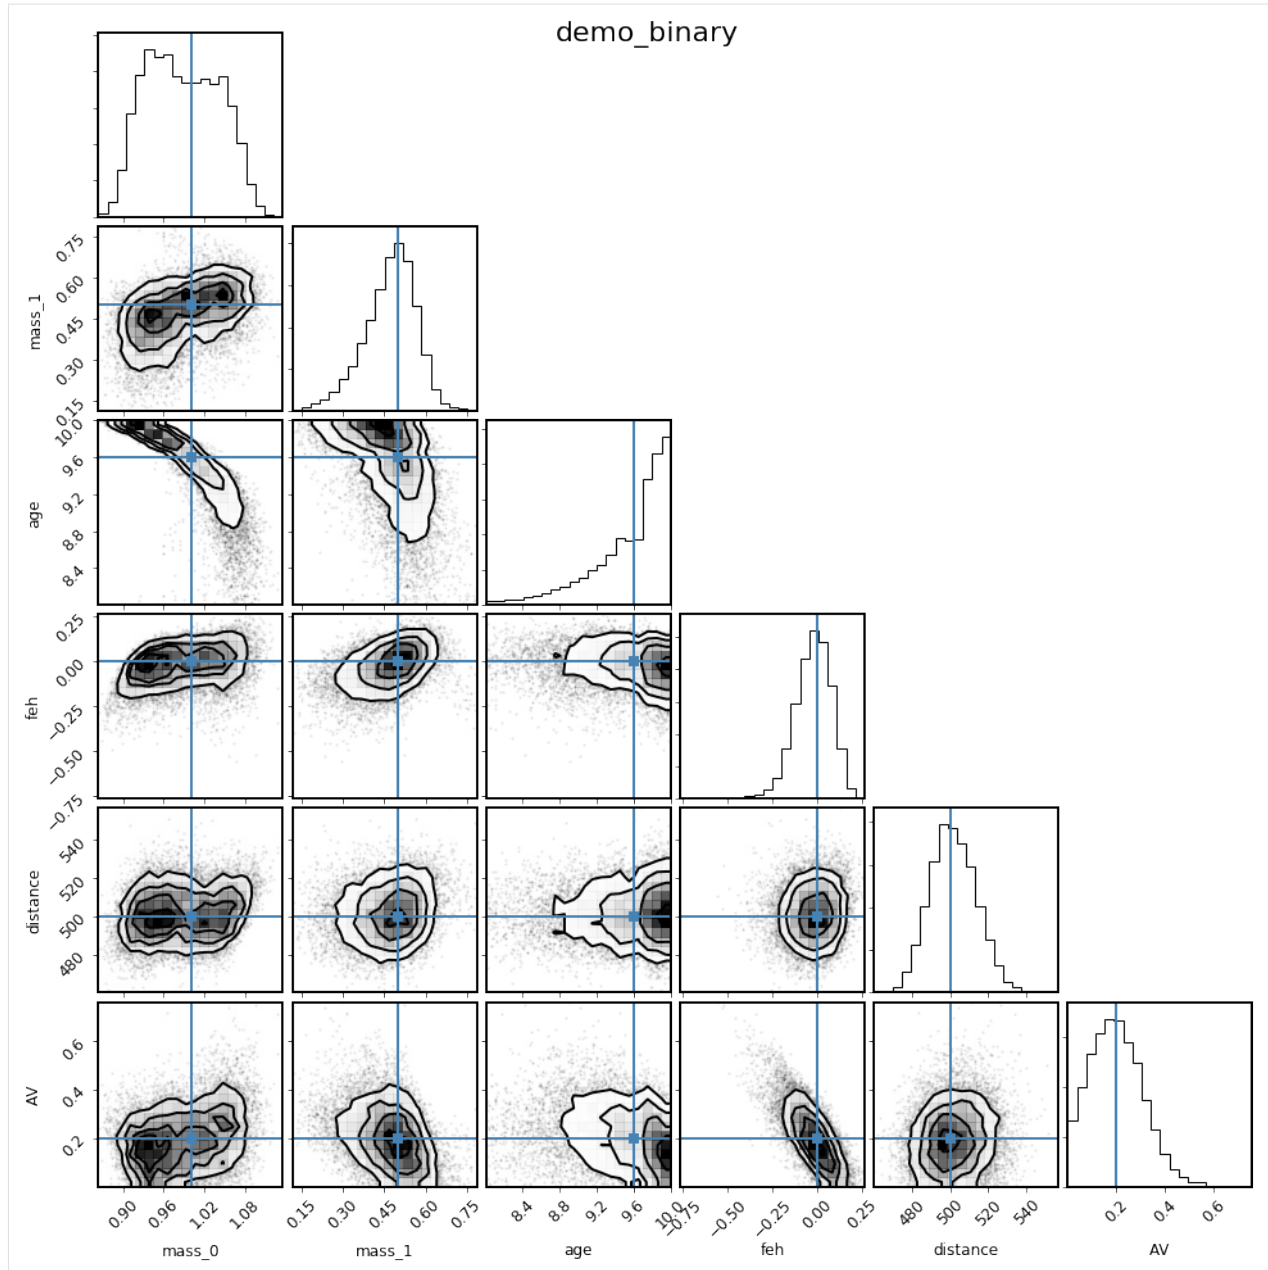 demo_binary
mass_1
0.75
0.60
0.45
0.30
0.15
age
10.0
9.6
9.2
8.8
8.4
feh
0.25
0.00
−0.25
−0.50
−0.75
distance
540
520
500
480
AV
0.6
0.4
0.2
0.90 0.96 1.02 1.08 0.15 0.30 0.45 0.60 0.75 8.4 8.8 9.2 9.6 10.0 −0.75 −0.50 −0.25 0.00 0.25 480 500 520 540 0.2 0.4 0.6
mass_0 mass_1 age feh distance AV